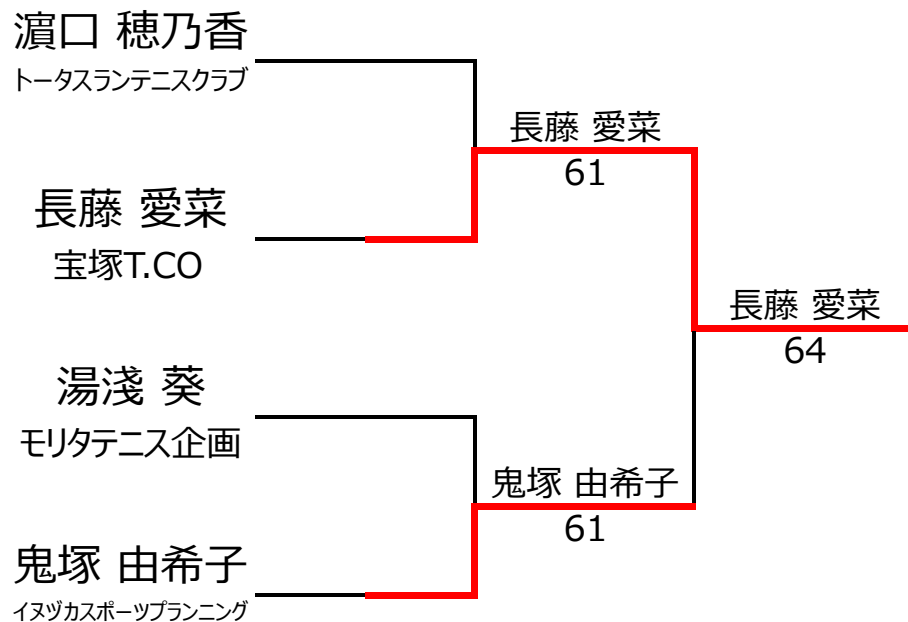 濵口 穂乃香
トータスランテニスクラブ
長藤 愛菜
61
長藤 愛菜
宝塚T.CO
長藤 愛菜
64
湯淺 葵
モリタテニス企画
鬼塚 由希子
61
鬼塚 由希子
イヌヅカスポーツプランニング